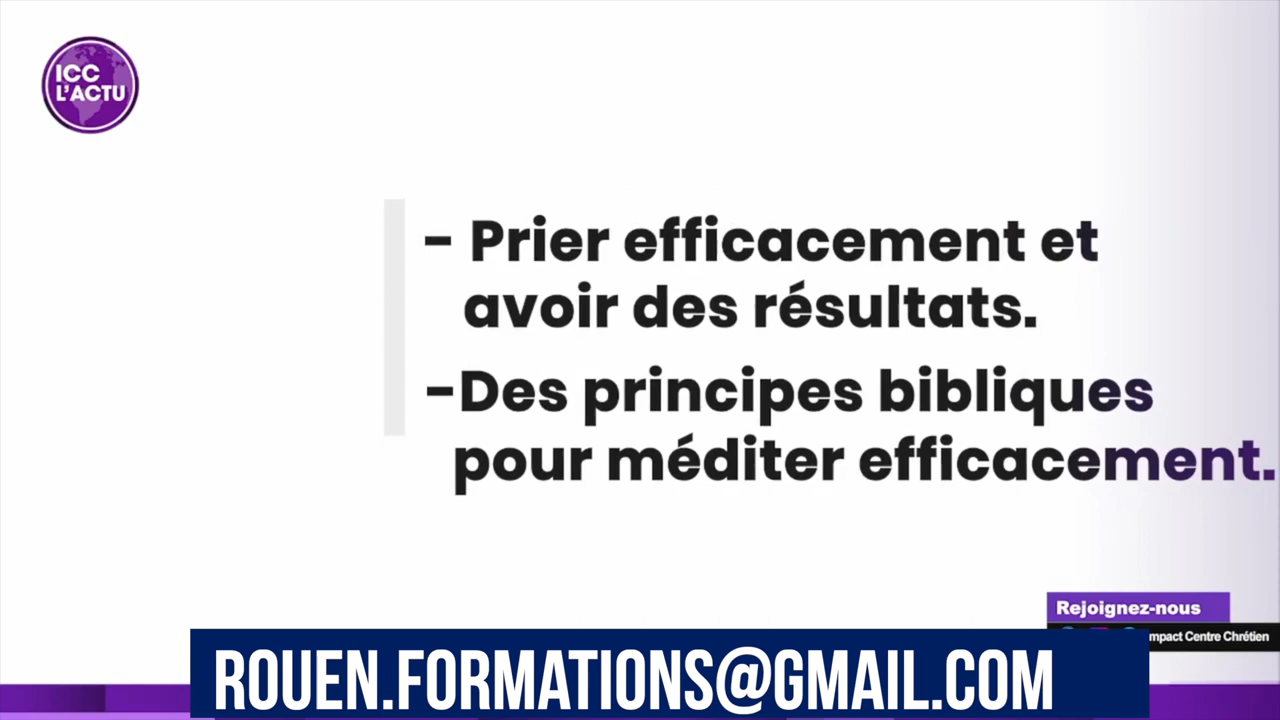 ICC
L'ACTU
- Prier efficacement et
avoir des résultats.
-Des principes bibliques
pour méditer efficacement.
Rejoignez-nous
mpact Centre Chrétien
ROUEN.FORMATIONS@GMAIL.COM